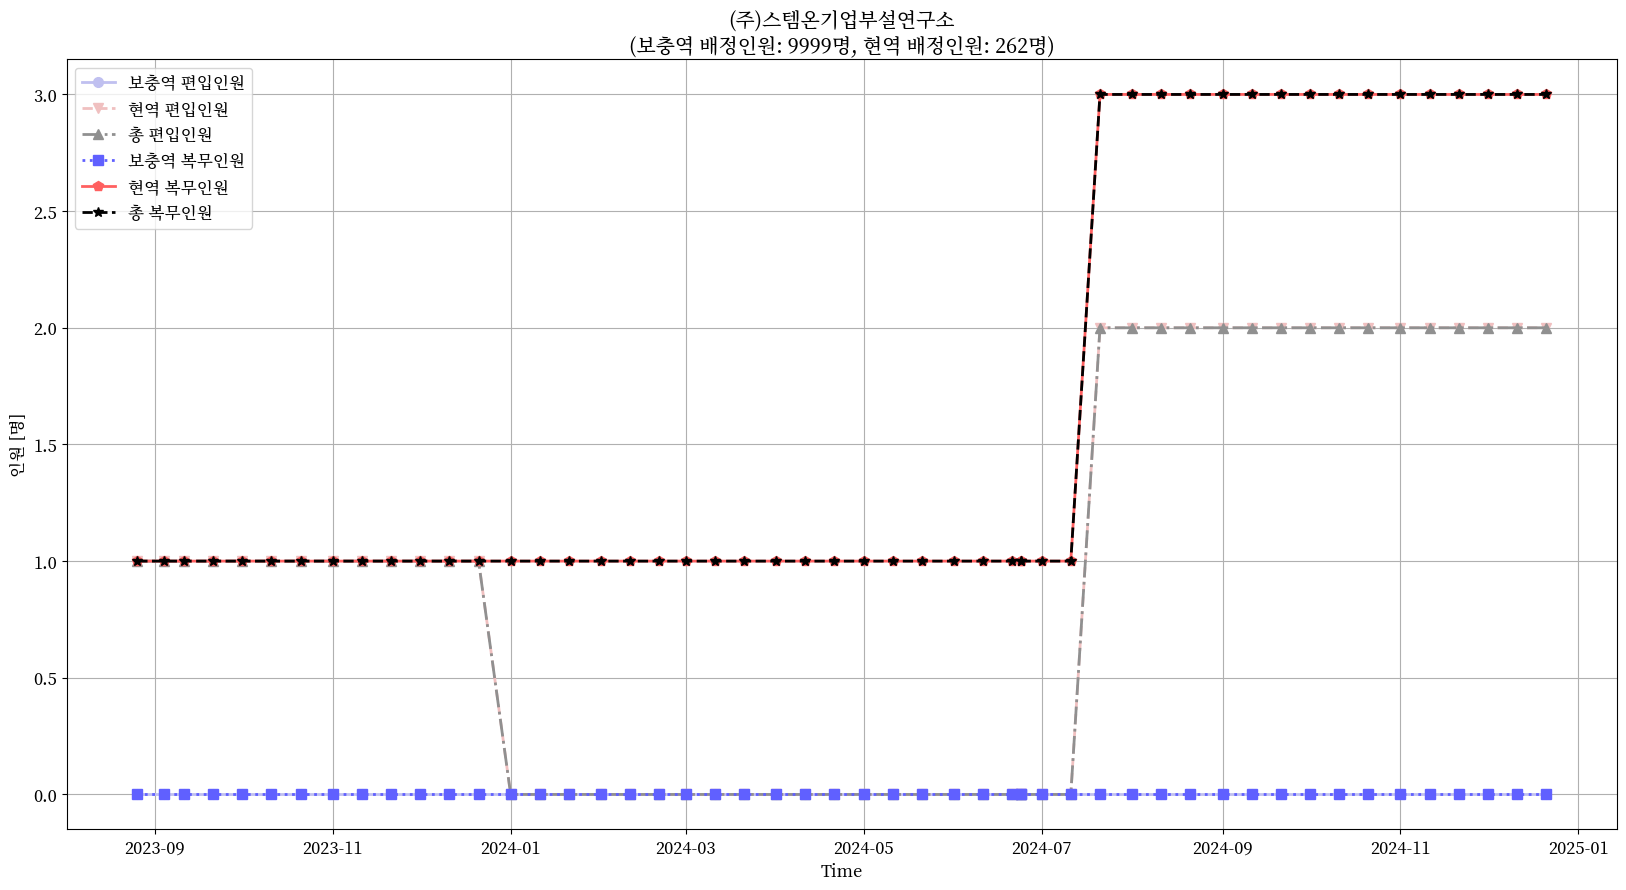 (주)스템온기업부설연구소
(보충역 배정인원: 9999명, 현역 배정인원: 262명)
보충역 편입인원
현역 편입인원
총 편입인원
보충역 복무인원
현역 복무인원
총 복무인원
3.0
2.5
2.0
1.5
1.0
0.5
0.0
인원 [명]
2023-09 2023-11 2024-01 2024-03 2024-05 2024-07 2024-09 2024-11 2025-01
Time